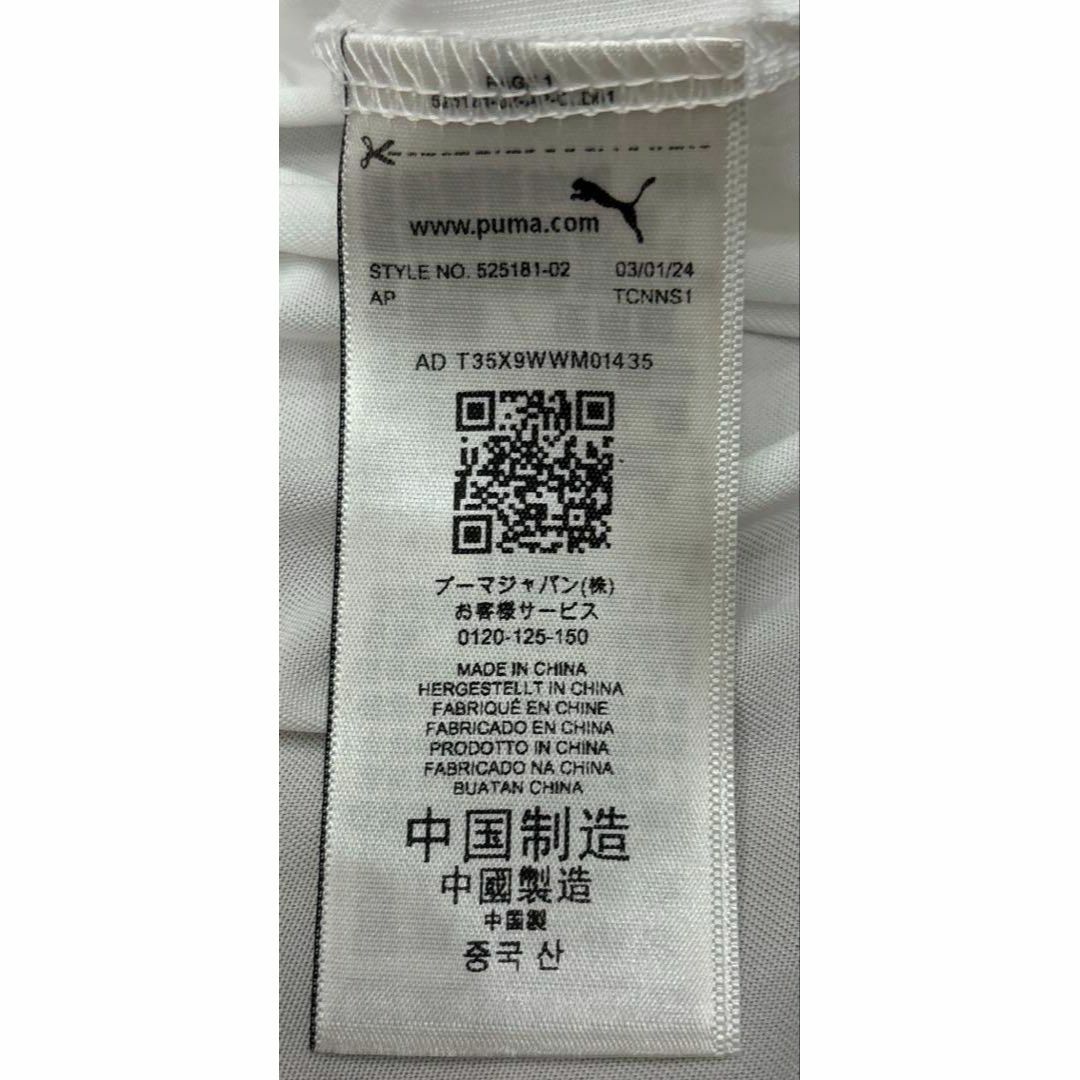 www.puma.com
STYLE NO. 525181-02 03/01/24
AP TCNNS1
AD T35X9WWM01435
プーマジャパン(株)
お客様サービス
0120-125-150
MADE IN CHINA
HERGESTELLT IN CHINA
FABRIQUÉ EN CHINE
FABRICADO EN CHINA
PRODOTTO IN CHINA
FABRICADO NA CHINA
BUATAN CHINA
中国制造
中國製造
中国製
중국 산